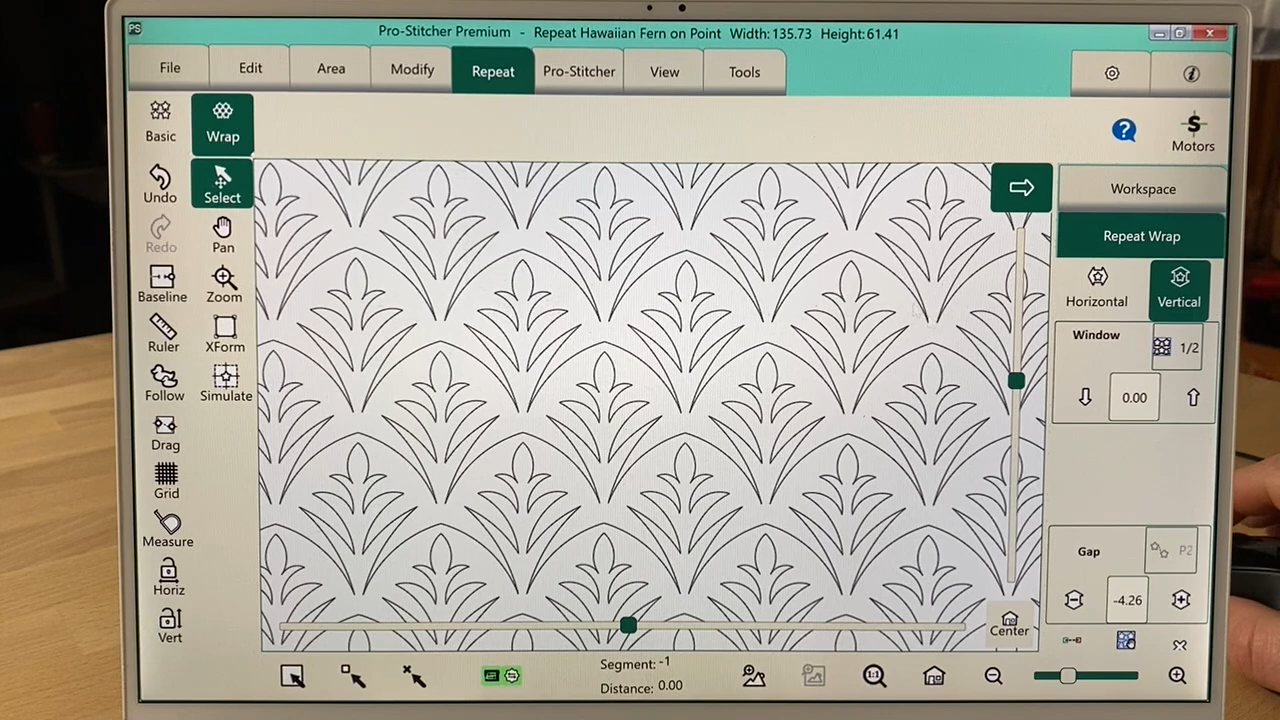 PS Pro-Stitcher Premium - Repeat Hawaiian Fern on Point Width:135.73 Height:61.41
File Edit Area Modify Repeat Pro-Stitcher View Tools
Basic Wrap
Motors
Undo Select
Workspace
Redo Pan
Repeat Wrap
Baseline Zoom
Horizontal Vertical
Ruler XForm
Window 1/2
Follow Simulate
0.00
Drag
Grid
Measure
Gap P2
Horiz
-4.26
Vert
Center
Segment: -1
Distance: 0.00
1:1